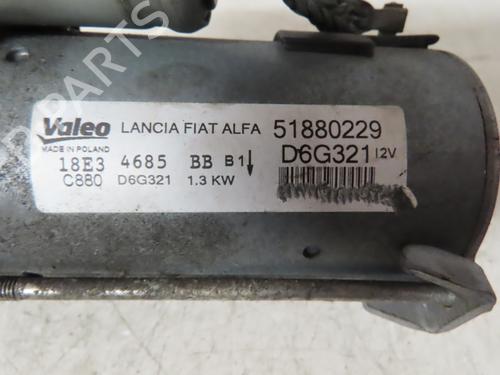 Valeo LANCIA FIAT ALFA 51880229
MADE IN POLAND D6G321 12V
18E3 4685 BB B1↓
C880 D6G321 1.3 KW